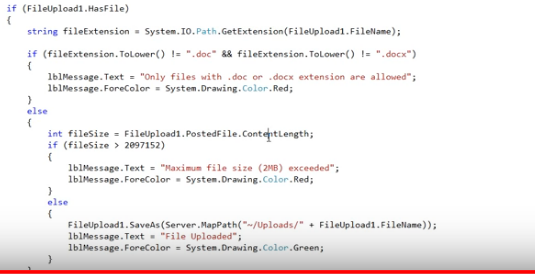 if (FileUpload1.HasFile)
{
string fileExtension = System.IO.Path.GetExtension(FileUpload1.FileName);
if (fileExtension.ToLower() != ".doc" && fileExtension.ToLower() != ".docx")
{
lblMessage.Text = "Only files with .doc or .docx extension are allowed";
lblMessage.ForeColor = System.Drawing.Color.Red;
}
else
{
int fileSize = FileUpload1.PostedFile.ContentLength;
if (fileSize > 2097152)
{
lblMessage.Text = "Maximum file size (2MB) exceeded";
lblMessage.ForeColor = System.Drawing.Color.Red;
}
else
{
FileUpload1.SaveAs(Server.MapPath("~/Uploads/" + FileUpload1.FileName));
lblMessage.Text = "File Uploaded";
lblMessage.ForeColor = System.Drawing.Color.Green;
}
}